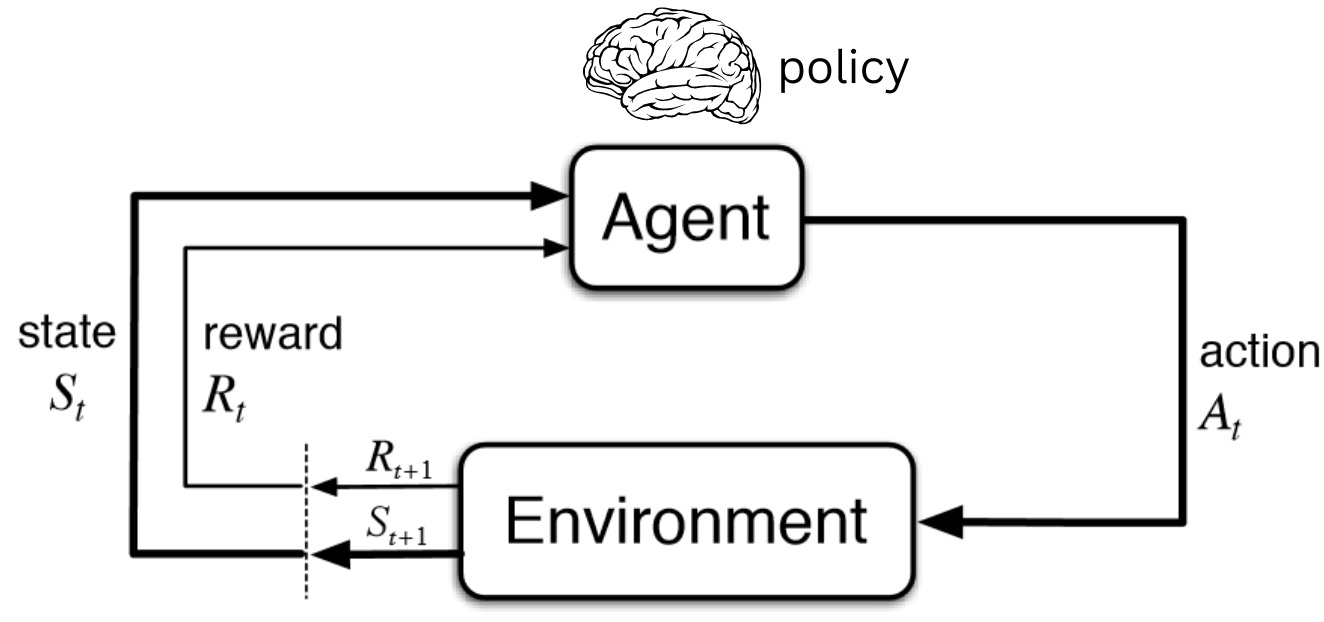 policy
Agent
state
S_t
reward
R_t
action
A_t
R_{t+1}
S_{t+1}
Environment